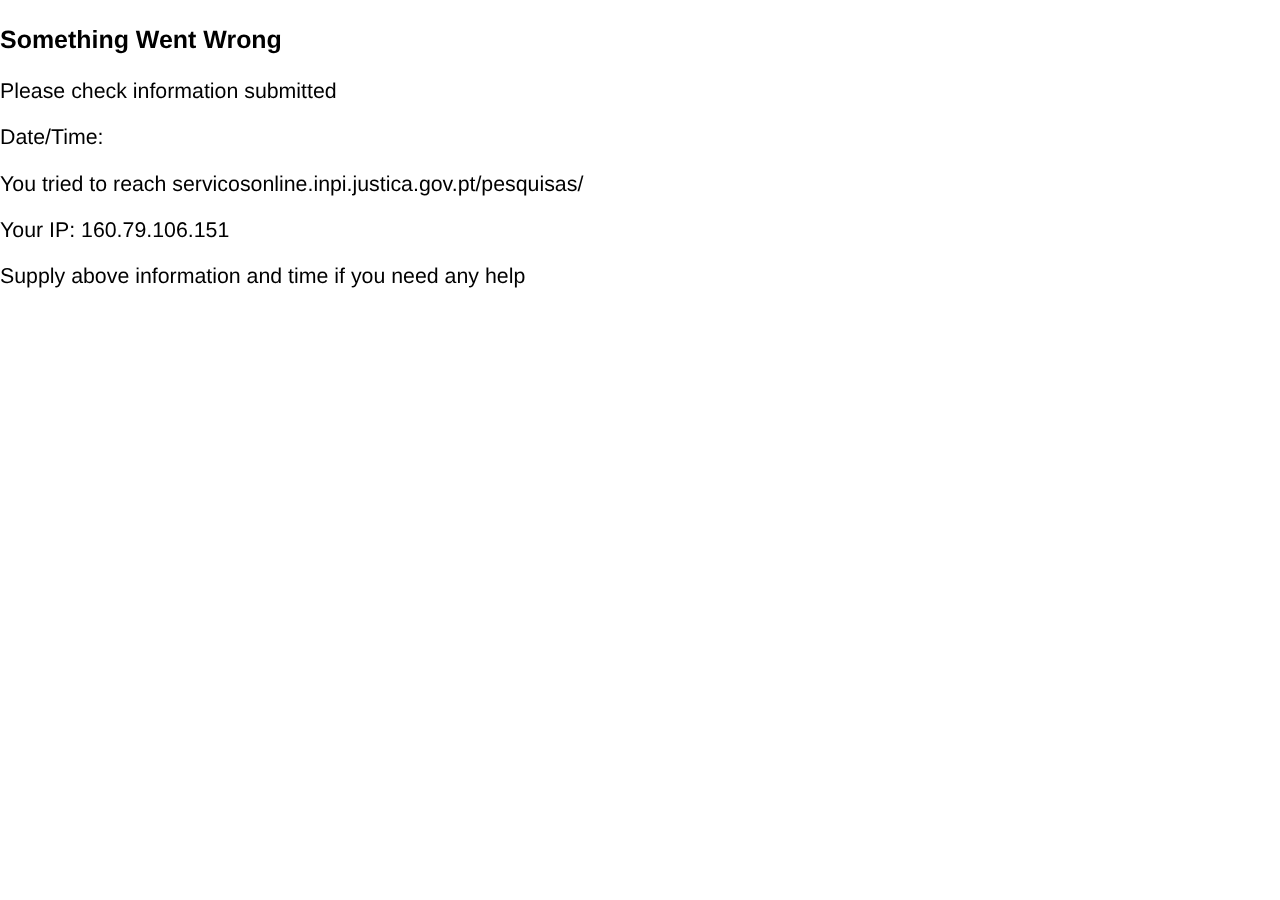 Something Went Wrong
Please check information submitted
Date/Time:
You tried to reach servicosonline.inpi.justica.gov.pt/pesquisas/
Your IP: 160.79.106.151
Supply above information and time if you need any help